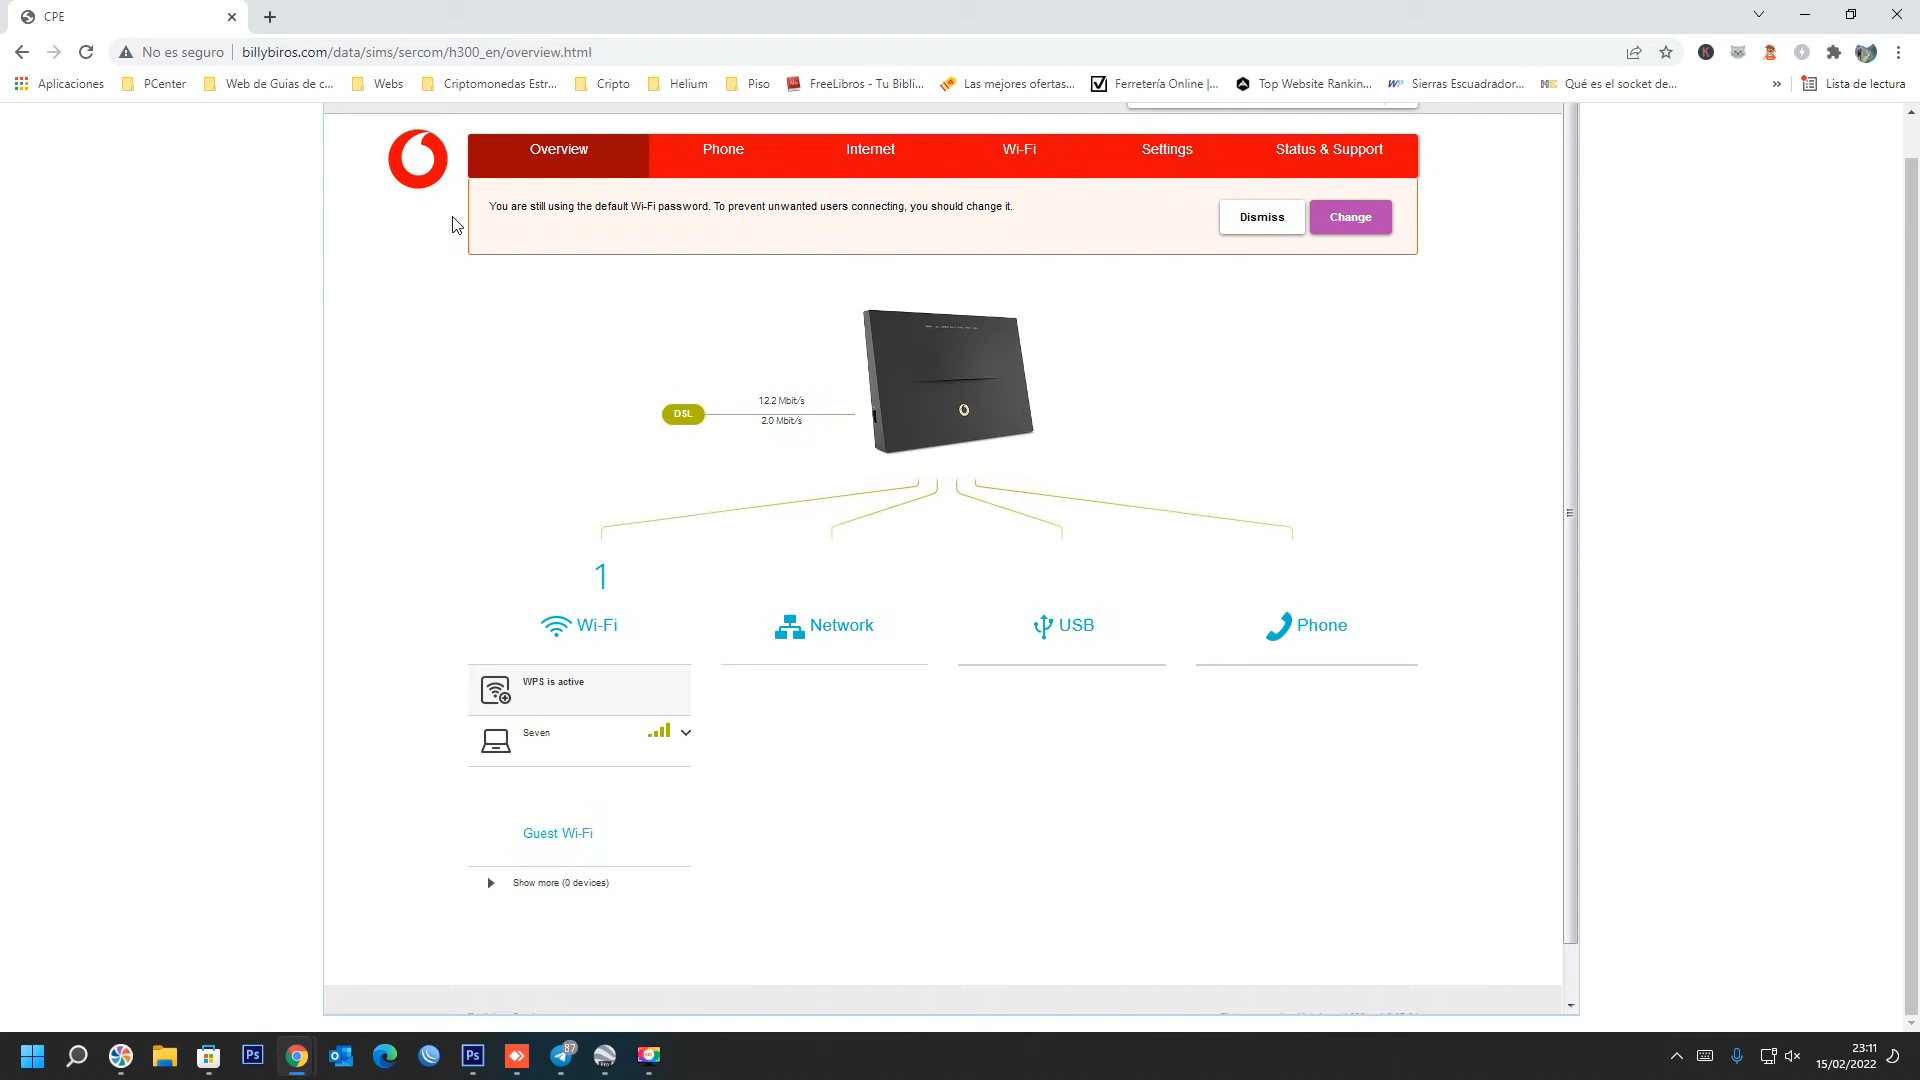 CPE
No es seguro
billybiros.com/data/sims/sercom/h300_en/overview.html
Aplicaciones
PCenter
Web de Guias de c...
Webs
Criptomonedas Estr...
Cripto
Helium
Piso
FreeLibros - Tu Bibli...
Las mejores ofertas...
Ferretería Online |...
Top Website Rankin...
Sierras Escuadrador...
Qué es el socket de...
»
Lista de lectura
Overview
Phone
Internet
Wi-Fi
Settings
Status & Support
You are still using the default Wi-Fi password. To prevent unwanted users connecting, you should change it.
Dismiss
Change
DSL
12.2 Mbit/s
2.0 Mbit/s
1
Wi-Fi
Network
USB
Phone
WPS is active
Seven
Guest Wi-Fi
Show more (0 devices)
87
23:11
15/02/2022